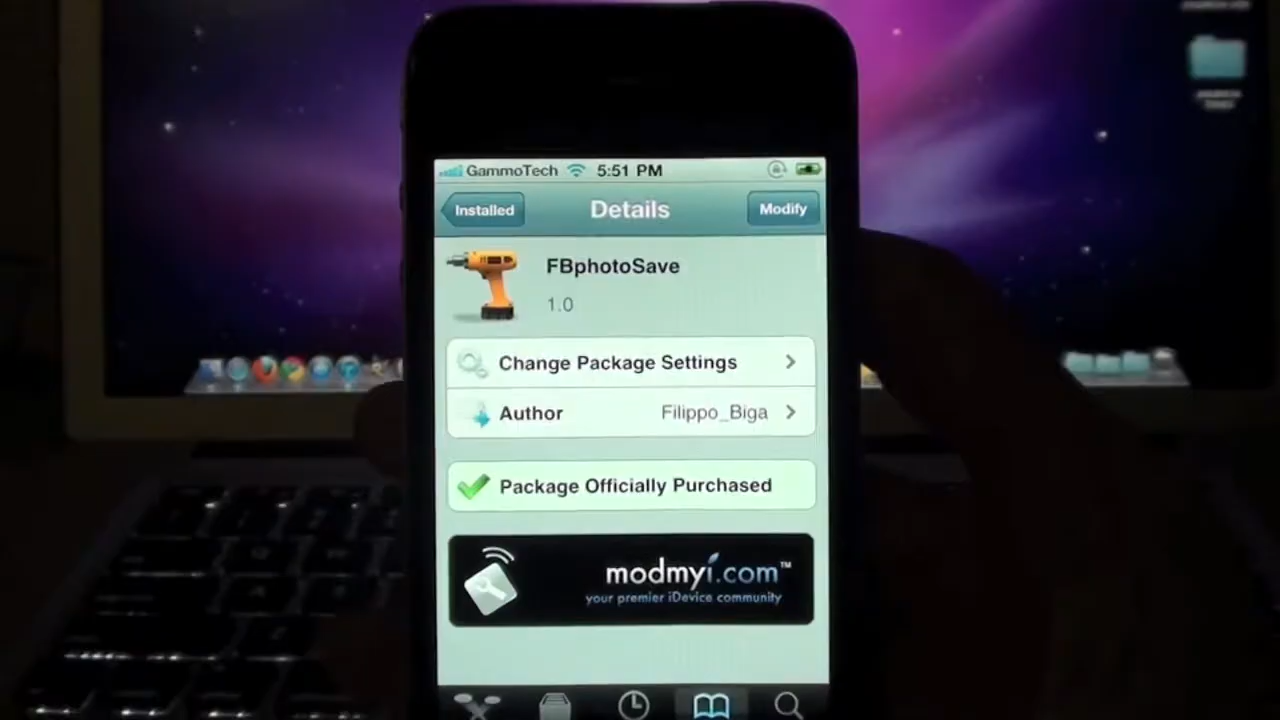 GammoTech 5:51 PM
Installed Details Modify
FBphotoSave
1.0
Change Package Settings
Author Filippo_Biga
Package Officially Purchased
modmyi.com™
your premier iDevice community